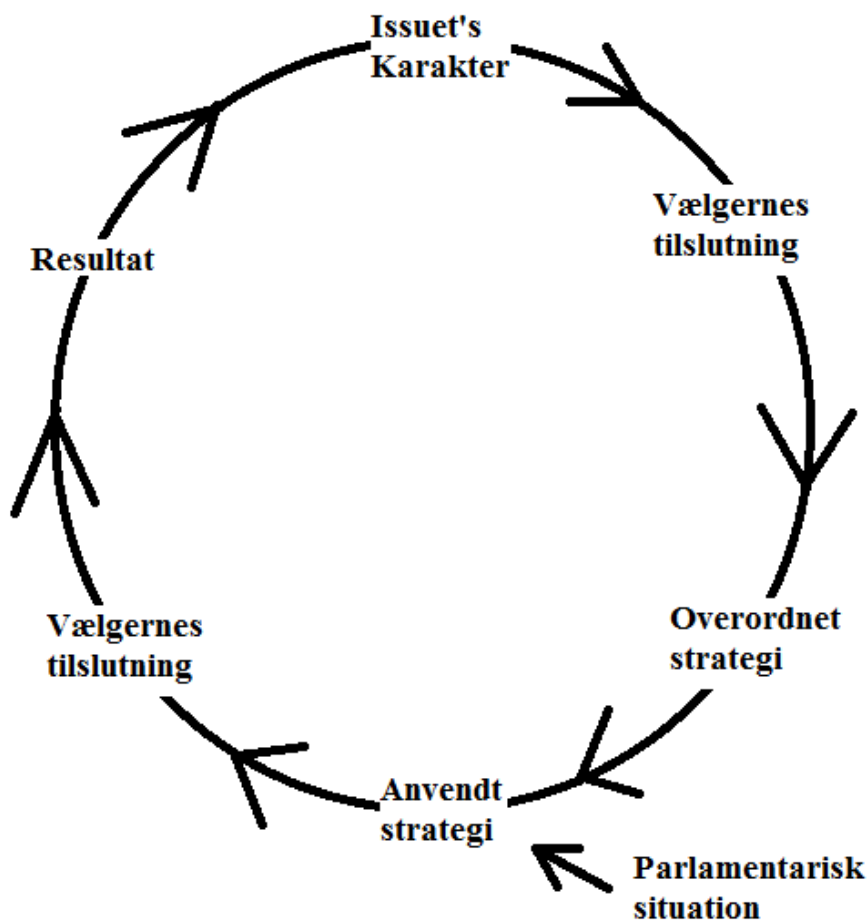 Issuet's
Karakter
Vælgernes
tilslutning
Overordnet
strategi
Parlamentarisk
situation
Anvendt
strategi
Vælgernes
tilslutning
Resultat